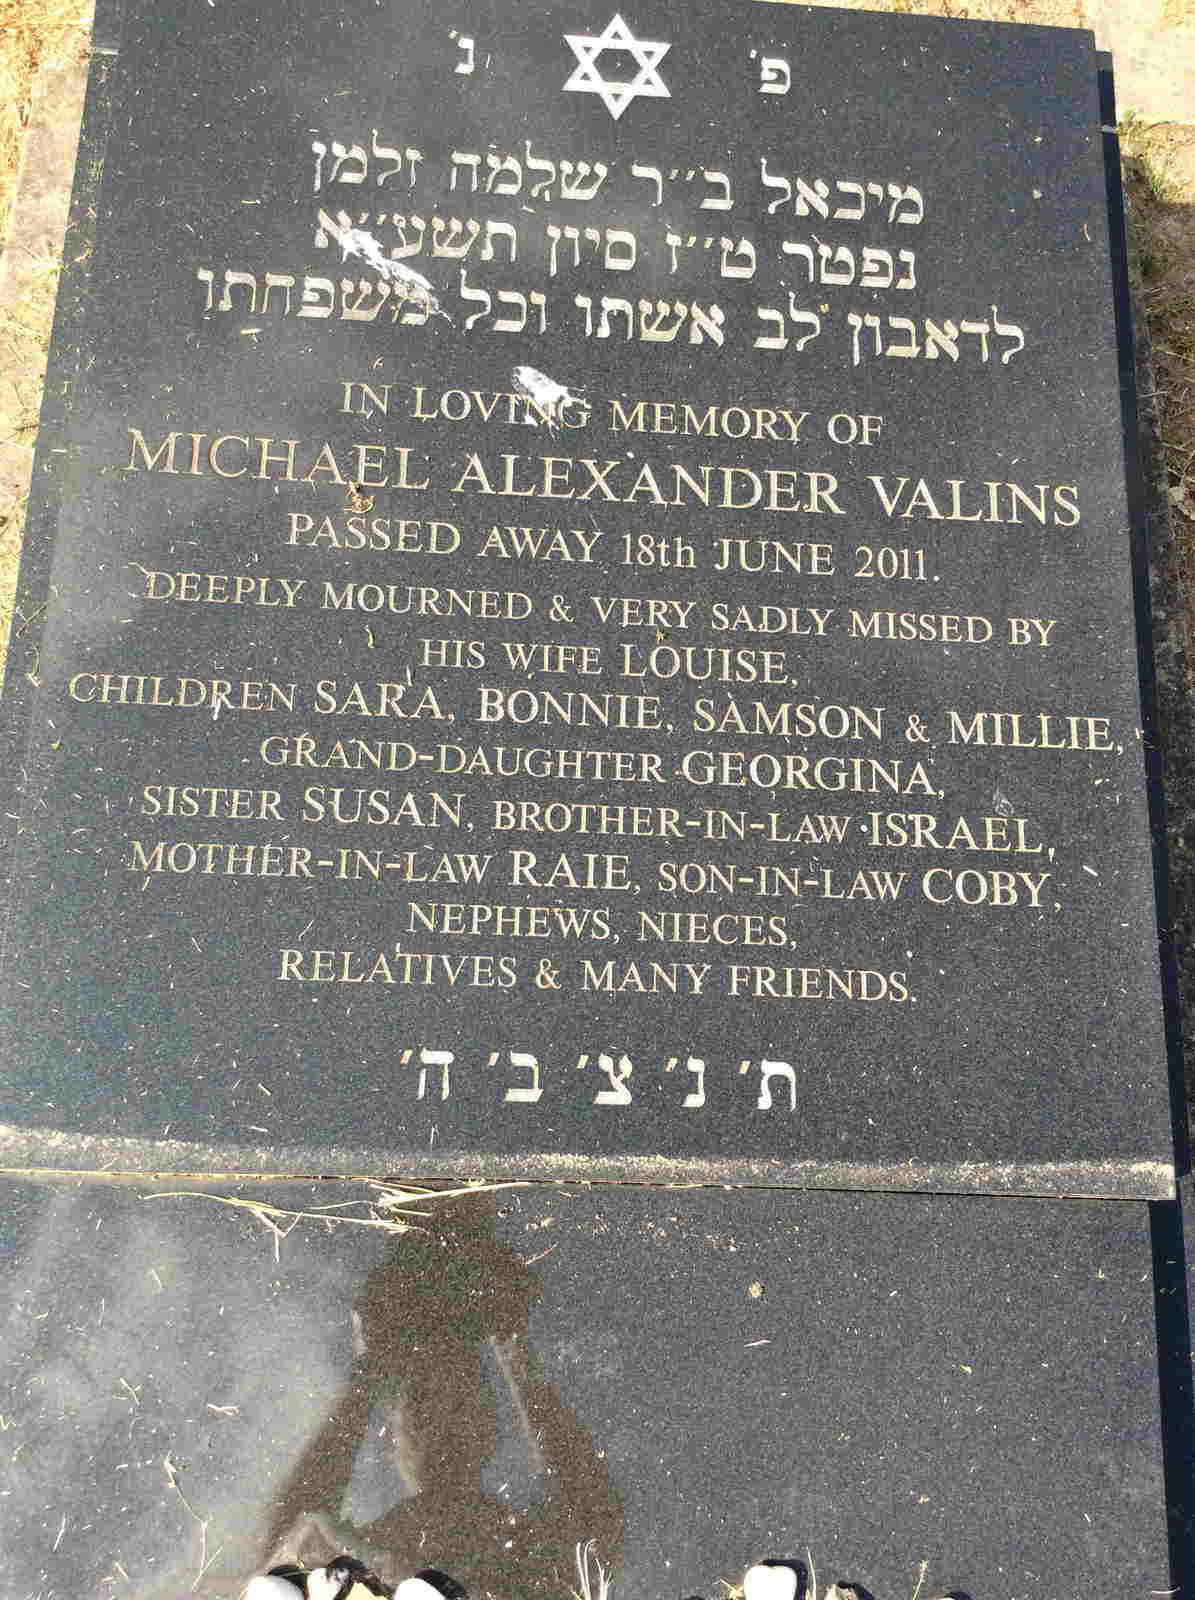 פ׳ נ׳
מיכאל ב׳׳ר שלמה זלמן
נפטר ט׳׳ז סיון תשע׳׳א
לדאבון לב אשתו וכל משפחתו
IN LOVING MEMORY OF
MICHAEL ALEXANDER VALINS
PASSED AWAY 18th JUNE 2011.
DEEPLY MOURNED & VERY SADLY MISSED BY
HIS WIFE LOUISE,
CHILDREN SARA, BONNIE, SAMSON & MILLIE,
GRAND-DAUGHTER GEORGINA,
SISTER SUSAN, BROTHER-IN-LAW ISRAEL,
MOTHER-IN-LAW RAIE, SON-IN-LAW COBY,
NEPHEWS, NIECES,
RELATIVES & MANY FRIENDS.
ת׳ נ׳ צ׳ ב׳ ה׳